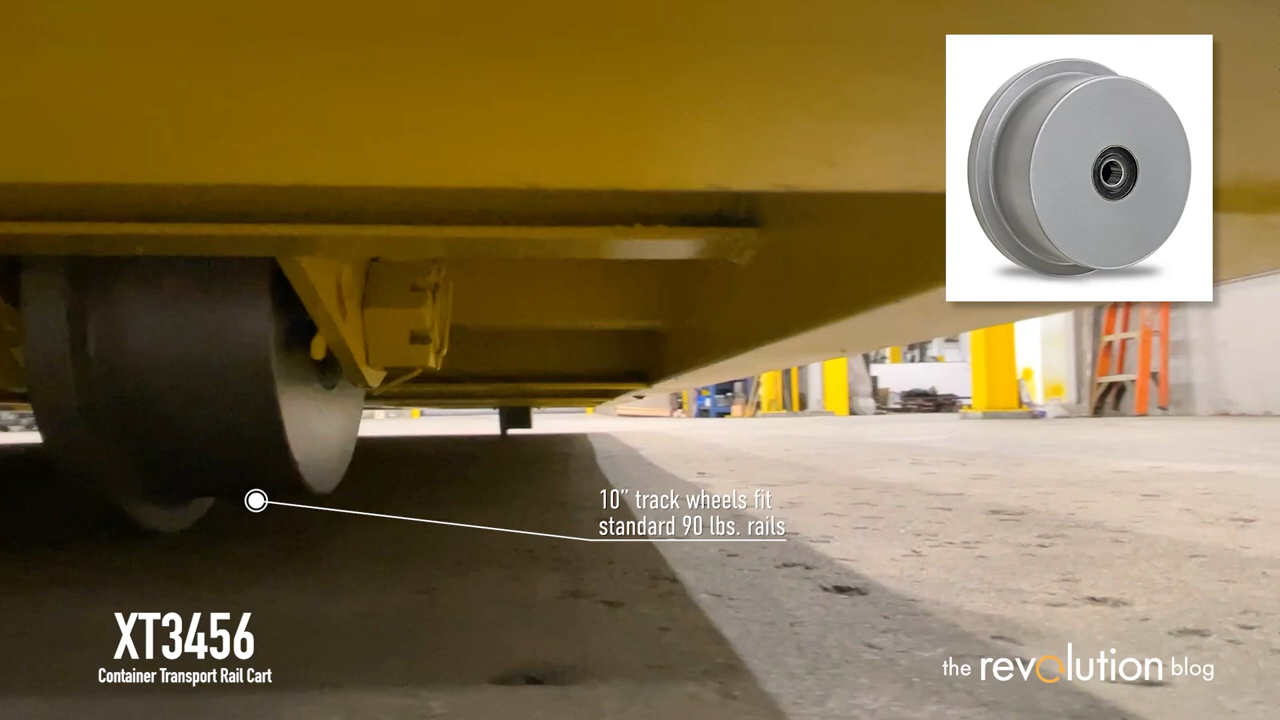 10” track wheels fit
standard 90 lbs. rails
XT3456
Container Transport Rail Cart
the revolution blog